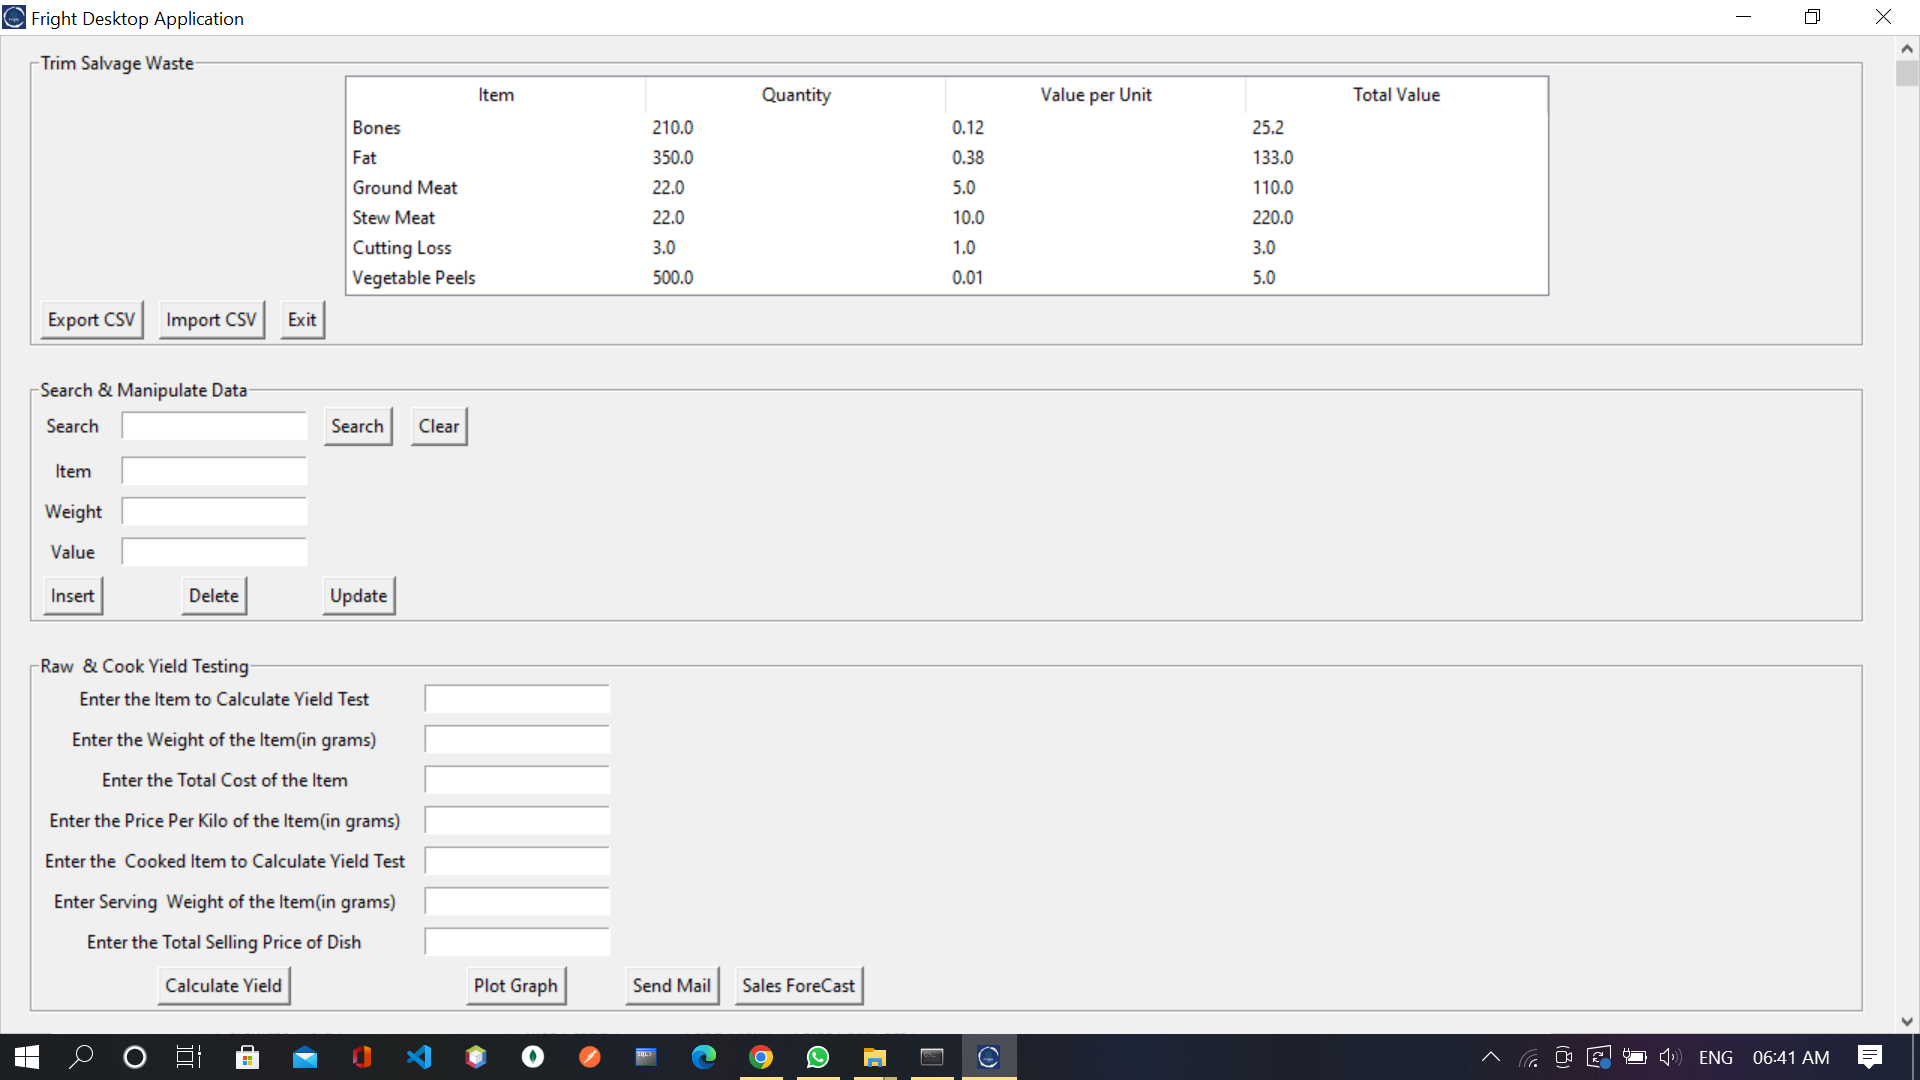 Fright Desktop Application
Trim Salvage Waste
Item Quantity Value per Unit Total Value
Bones 210.0 0.12 25.2
Fat 350.0 0.38 133.0
Ground Meat 22.0 5.0 110.0
Stew Meat 22.0 10.0 220.0
Cutting Loss 3.0 1.0 3.0
Vegetable Peels 500.0 0.01 5.0
Export CSV Import CSV Exit
Search & Manipulate Data
Search Search Clear
Item
Weight
Value
Insert Delete Update
Raw & Cook Yield Testing
Enter the Item to Calculate Yield Test
Enter the Weight of the Item(in grams)
Enter the Total Cost of the Item
Enter the Price Per Kilo of the Item(in grams)
Enter the Cooked Item to Calculate Yield Test
Enter Serving Weight of the Item(in grams)
Enter the Total Selling Price of Dish
Calculate Yield Plot Graph Send Mail Sales ForeCast
ENG 06:41 AM